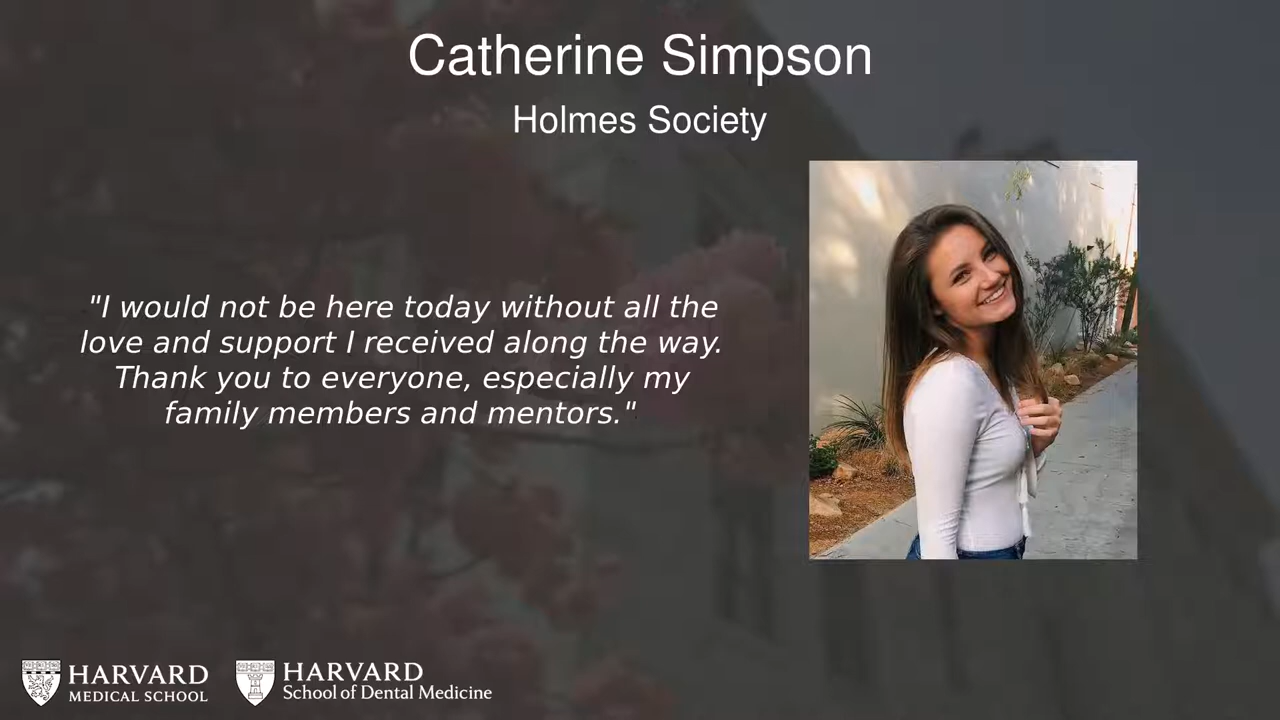 Catherine Simpson
Holmes Society
"I would not be here today without all the
love and support I received along the way.
Thank you to everyone, especially my
family members and mentors."
HARVARD
MEDICAL SCHOOL
HARVARD
School of Dental Medicine